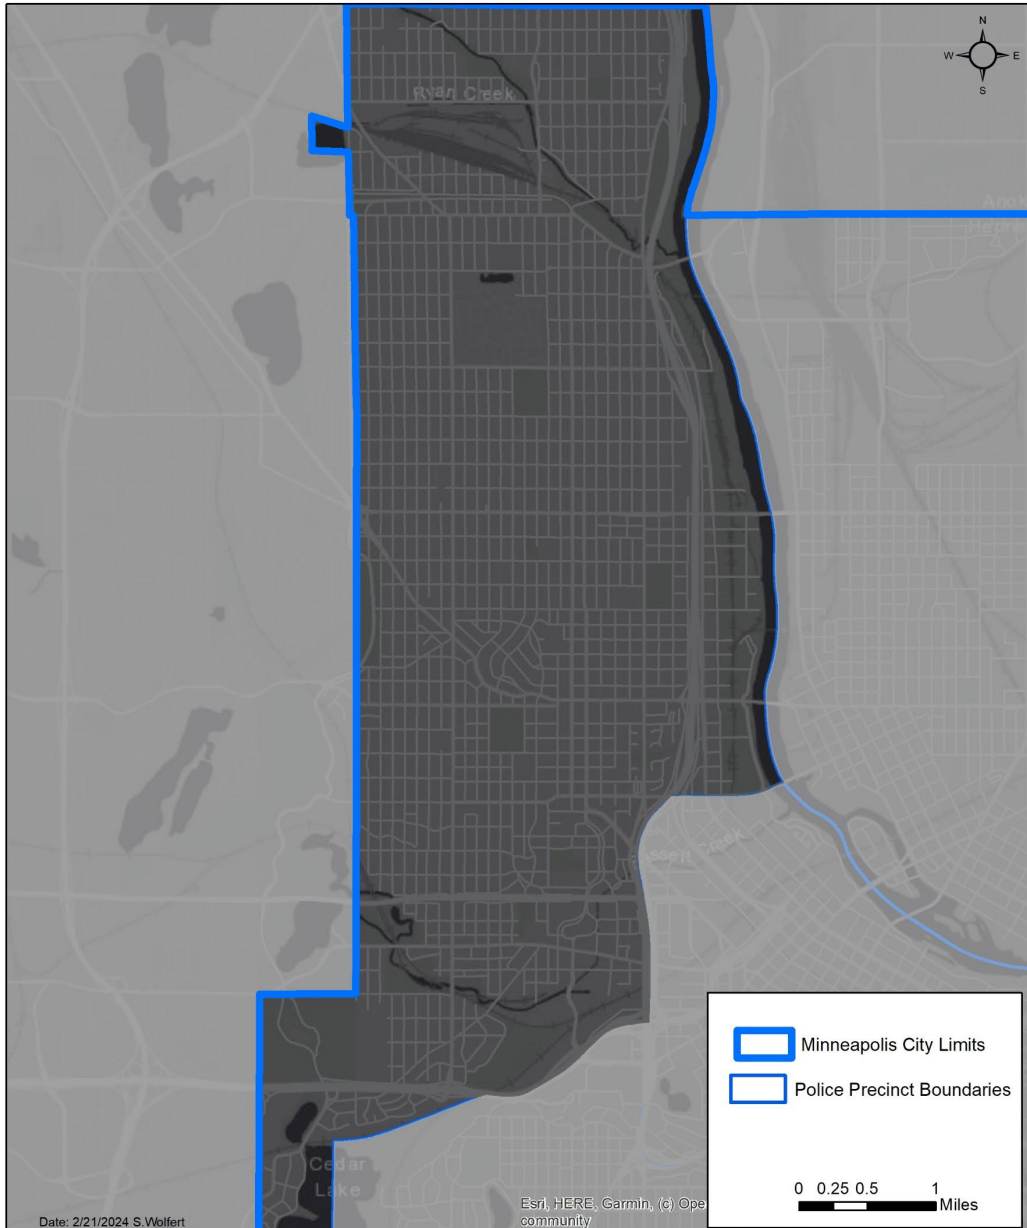 N
W E
S
Ryan Creek
Anok
Minneapolis City Limits
Police Precinct Boundaries
Cedar
Lake
0 0.25 0.5 1
Miles
Esri, HERE, Garmin, (c) Ope
community
Date: 2/21/2024 S.Wolfert